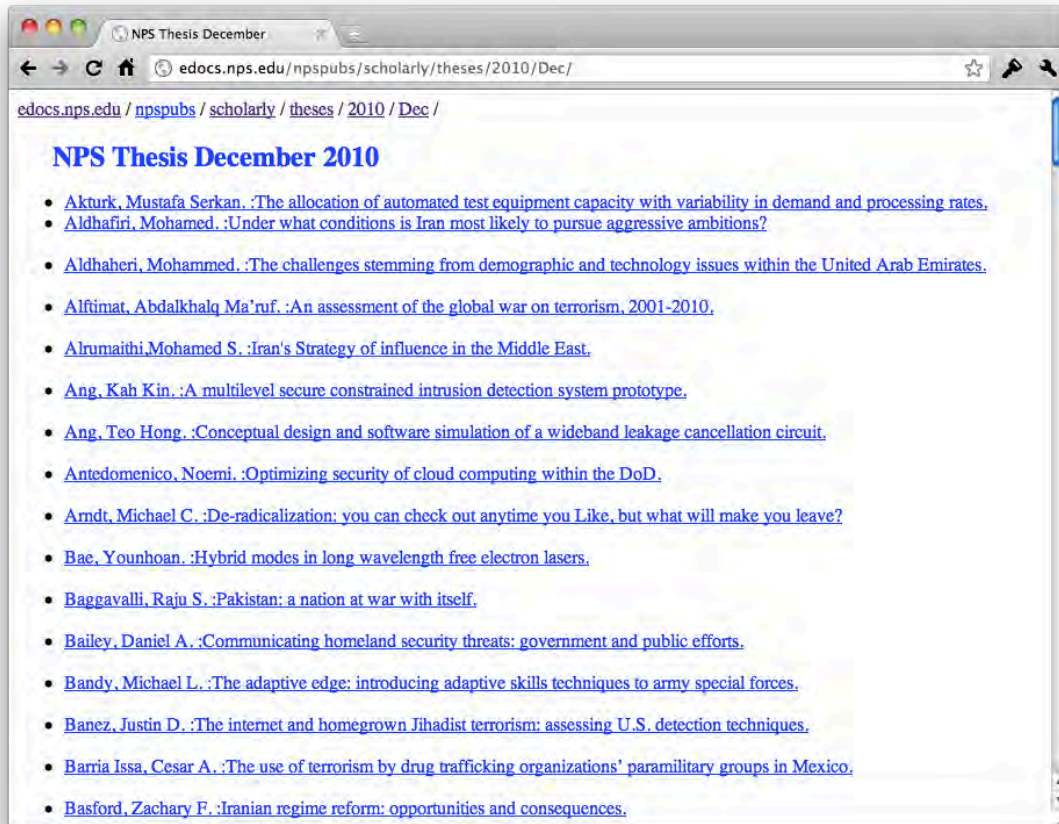 NPS Thesis December
edocs.nps.edu/npspubs/scholarly/theses/2010/Dec/
edocs.nps.edu / npspubs / scholarly / theses / 2010 / Dec /
NPS Thesis December 2010
Akturk, Mustafa Serkan. :The allocation of automated test equipment capacity with variability in demand and processing rates.
Aldhafiri, Mohamed. :Under what conditions is Iran most likely to pursue aggressive ambitions?
Aldhaheri, Mohammed. :The challenges stemming from demographic and technology issues within the United Arab Emirates.
Alftimat, Abdalkhalq Ma'ruf. :An assessment of the global war on terrorism, 2001-2010.
Alrumaithi,Mohamed S. :Iran's Strategy of influence in the Middle East.
Ang, Kah Kin. :A multilevel secure constrained intrusion detection system prototype.
Ang, Teo Hong. :Conceptual design and software simulation of a wideband leakage cancellation circuit.
Antedomenico, Noemi. :Optimizing security of cloud computing within the DoD.
Arndt, Michael C. :De-radicalization: you can check out anytime you Like, but what will make you leave?
Bae, Younhoan. :Hybrid modes in long wavelength free electron lasers.
Baggavalli, Raju S. :Pakistan: a nation at war with itself.
Bailey, Daniel A. :Communicating homeland security threats: government and public efforts.
Bandy, Michael L. :The adaptive edge: introducing adaptive skills techniques to army special forces.
Banez, Justin D. :The internet and homegrown Jihadist terrorism: assessing U.S. detection techniques.
Barria Issa, Cesar A. :The use of terrorism by drug trafficking organizations' paramilitary groups in Mexico.
Basford, Zachary F. :Iranian regime reform: opportunities and consequences.